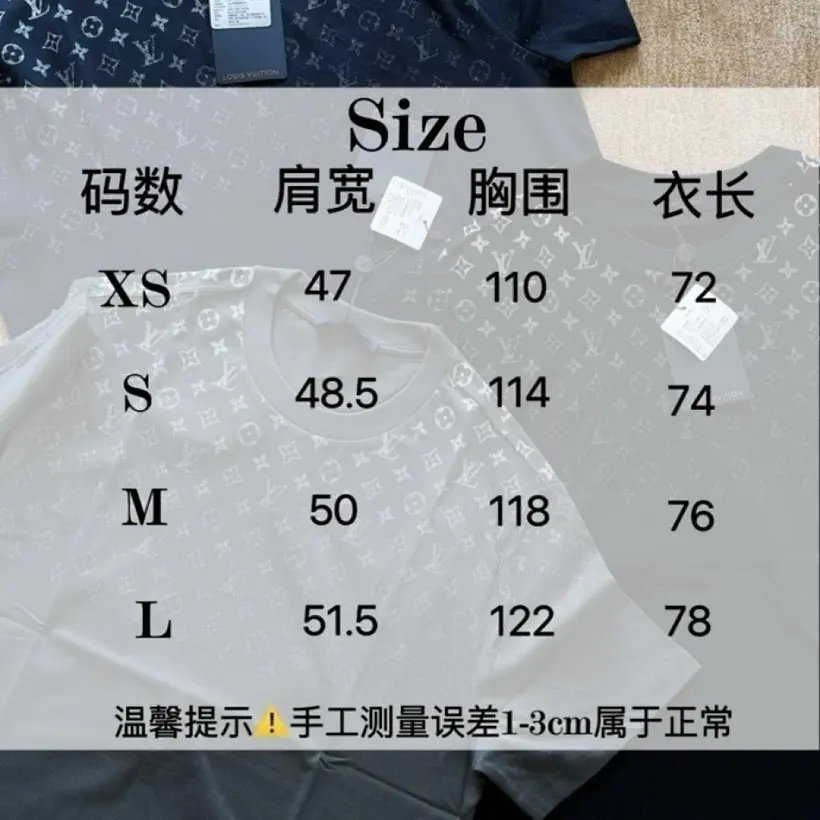 LOUIS VUITTON
Size
码数 肩宽 胸围 衣长
XS 47 110 72
S 48.5 114 74
M 50 118 76
L 51.5 122 78
温馨提示⚠️手工测量误差1-3cm属于正常